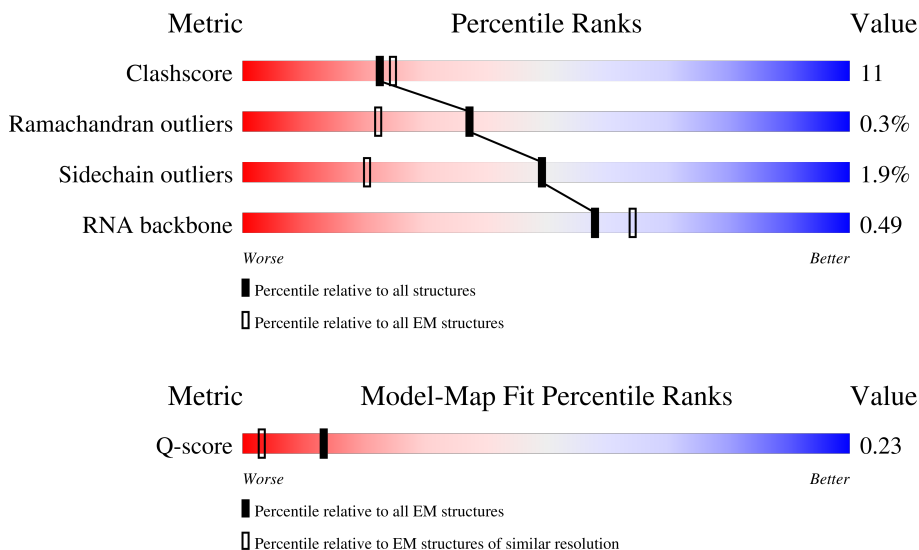 Metric Percentile Ranks Value
Clashscore 11
Ramachandran outliers 0.3%
Sidechain outliers 1.9%
RNA backbone 0.49
Worse Better
Percentile relative to all structures
Percentile relative to all EM structures
Metric Model-Map Fit Percentile Ranks Value
Q-score 0.23
Worse Better
Percentile relative to all EM structures
Percentile relative to EM structures of similar resolution